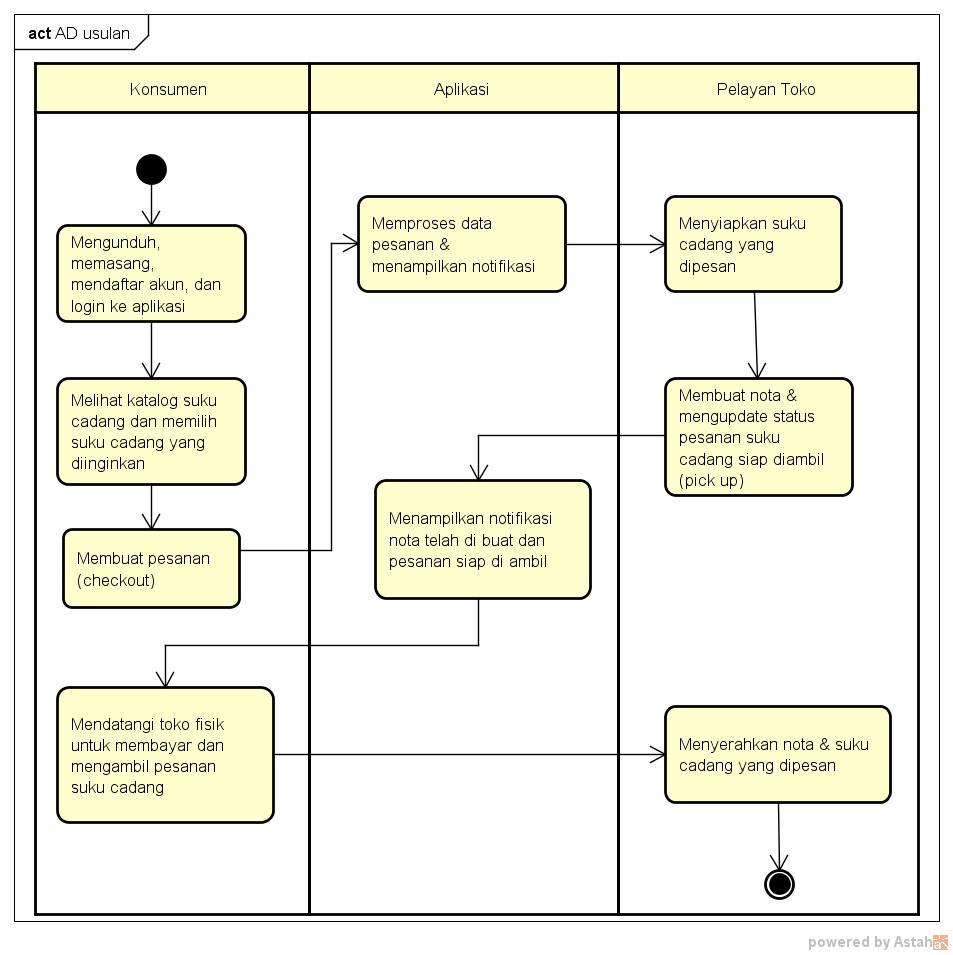 act AD usulan
Konsumen
Aplikasi
Pelayan Toko
Mengunduh,
memasang,
mendaftar akun, dan
login ke aplikasi
Memproses data
pesanan &
menampilkan notifikasi
Menyiapkan suku
cadang yang
dipesan
Melihat katalog suku
cadang dan memilih
suku cadang yang
diinginkan
Membuat nota &
mengupdate status
pesanan suku
cadang siap diambil
(pick up)
Membuat pesanan
(checkout)
Menampilkan notifikasi
nota telah di buat dan
pesanan siap di ambil
Mendatangi toko fisik
untuk membayar dan
mengambil pesanan
suku cadang
Menyerahkan nota & suku
cadang yang dipesan
powered by Astah